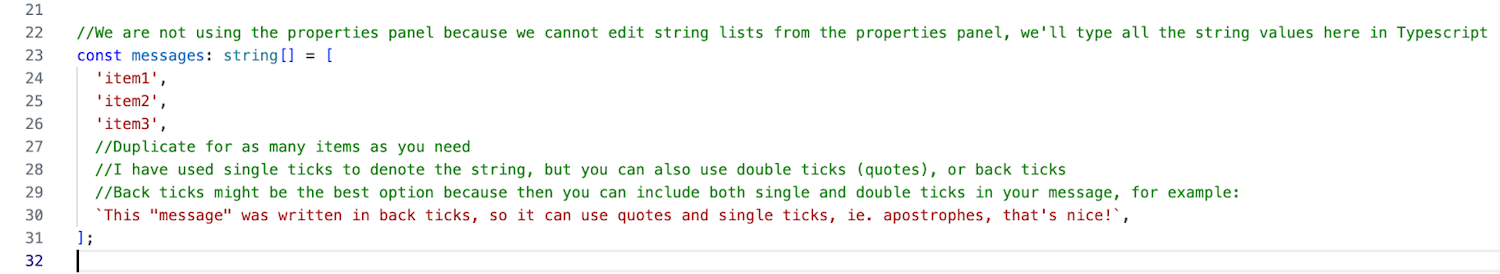 21
22 //We are not using the properties panel because we cannot edit string lists from the properties panel, we'll type all the string values here in Typescript
23 const messages: string[] = [
24 'item1',
25 'item2',
26 'item3',
27 //Duplicate for as many items as you need
28 //I have used single ticks to denote the string, but you can also use double ticks (quotes), or back ticks
29 //Back ticks might be the best option because then you can include both single and double ticks in your message, for example:
30 `This "message" was written in back ticks, so it can use quotes and single ticks, ie. apostrophes, that's nice!`,
31 ];
32